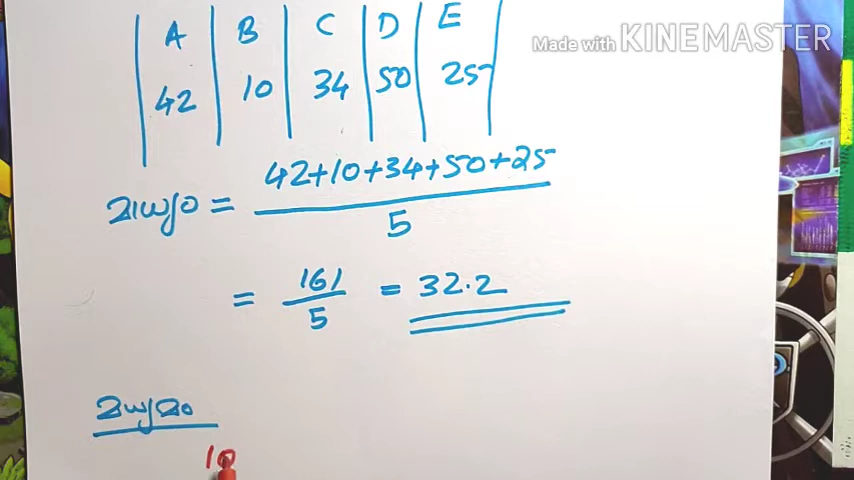 Made with KINEMASTER
A B C D E
42 10 34 50 25
മാധ്യം = 42+10+34+50+25 / 5
= 161 / 5 = 32.2
മധ്യമം
10